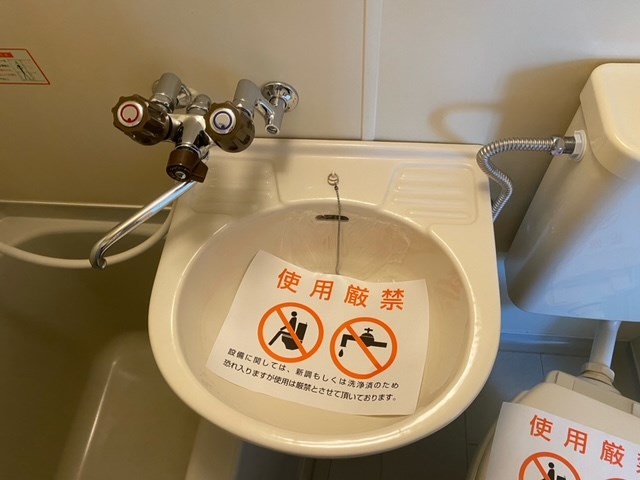 使用厳禁
設備に関しては、新調もしくは洗浄済のため
恐れ入りますが使用は厳禁とさせて頂いております。
使用厳禁